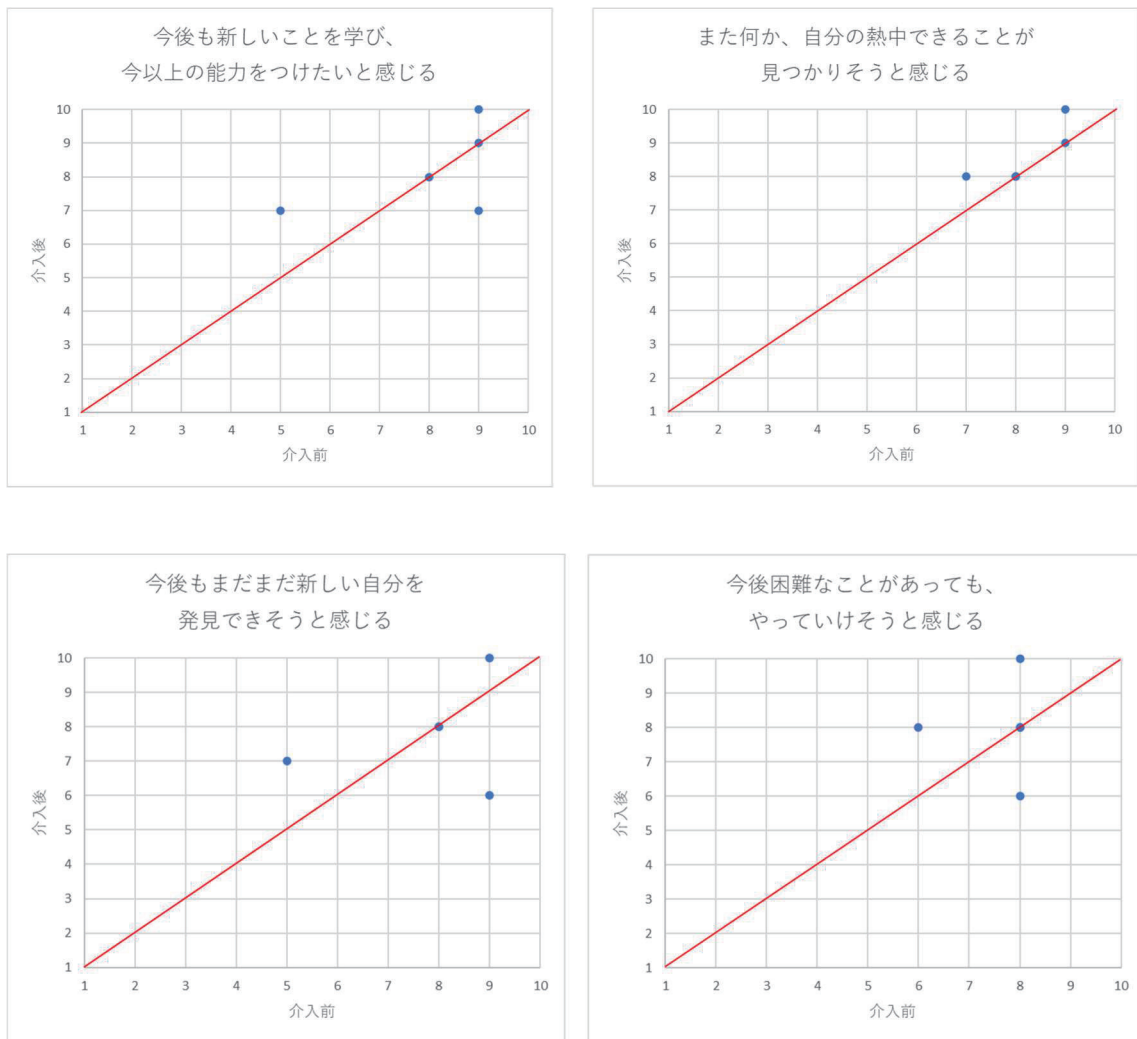 今後も新しいことを学び、
今以上の能力をつけたいと感じる
10
9
8
7
6
5
4
3
2
1
介入後
1 2 3 4 5 6 7 8 9 10
介入前
また何か、自分の熱中できることが
見つかりそうと感じる
10
9
8
7
6
5
4
3
2
1
介入後
1 2 3 4 5 6 7 8 9 10
介入前
今後もまだまだ新しい自分を
発見できそうと感じる
10
9
8
7
6
5
4
3
2
1
介入後
1 2 3 4 5 6 7 8 9 10
介入前
今後困難なことがあっても、
やっていけそうと感じる
10
9
8
7
6
5
4
3
2
1
介入後
1 2 3 4 5 6 7 8 9 10
介入前